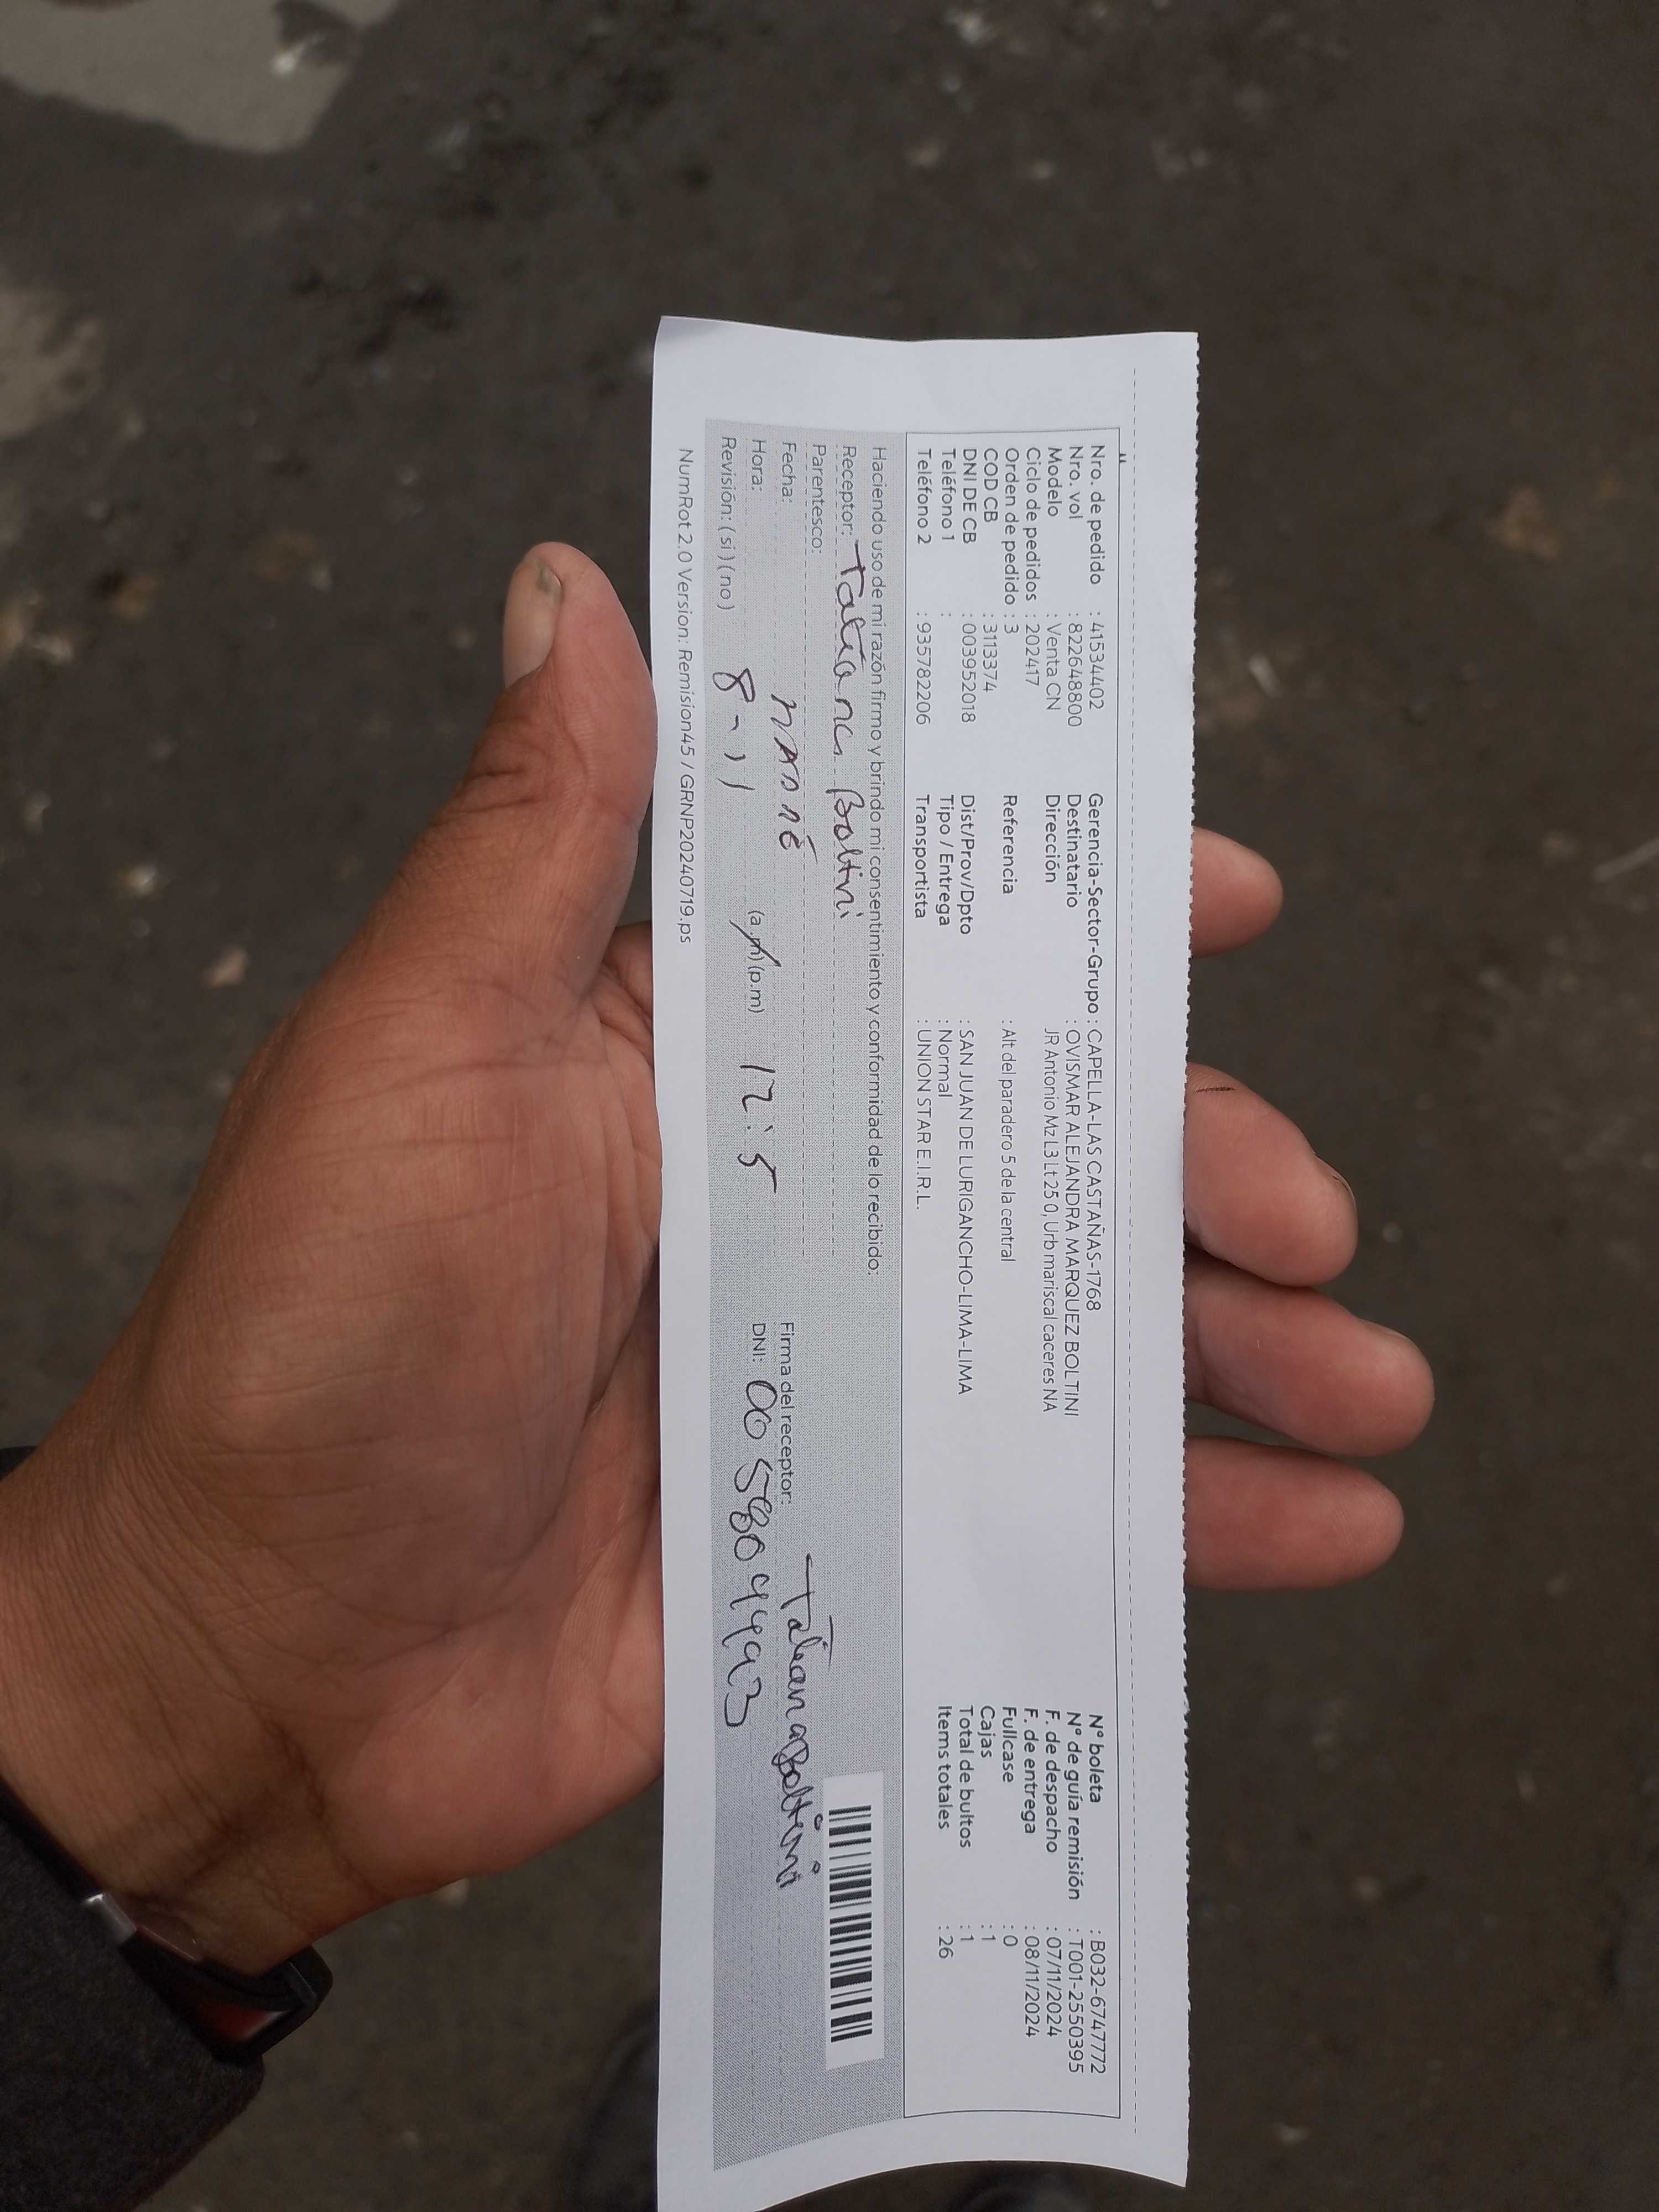 Nro. de pedido : 41534402 Gerencia-Sector-Grupo : CAPELLA-LAS CASTAÑAS-1768 N° boleta : B032-6747772
Nro. vol : 822648800 Destinatario : OVISMAR ALEJANDRA MARQUEZ BOLTINI N° de guía remisión : T001-2550395
Modelo : Venta CN Dirección JR Antonio Mz L3 Lt 25 0, Urb mariscal caceres NA F. de despacho : 07/11/2024
Ciclo de pedidos : 202417 F. de entrega : 08/11/2024
Orden de pedido : 3 Referencia : Alt del paradero 5 de la central Fullcase : 0
COD CB : 3113374 Cajas : 1
DNI DE CB : 003952018 Dist/Prov/Dpto : SAN JUAN DE LURIGANCHO-LIMA-LIMA Total de bultos : 1
Teléfono 1 : Tipo / Entrega : Normal Items totales : 26
Teléfono 2 : 935782206 Transportista : UNION STAR E.I.R.L.
Haciendo uso de mi razón firmo y brindo mi consentimiento y conformidad de lo recibido:
Receptor: Tatiana Boltini
Parentesco:
Fecha: Firma del receptor: Tatiana Boltini
Hora: (a.m) (p.m) 12:5 DNI: 005804493
Revisión: ( si ) ( no ) 8-11
NumRot 2.0 Version: Remision45 / GRNP20240719.ps